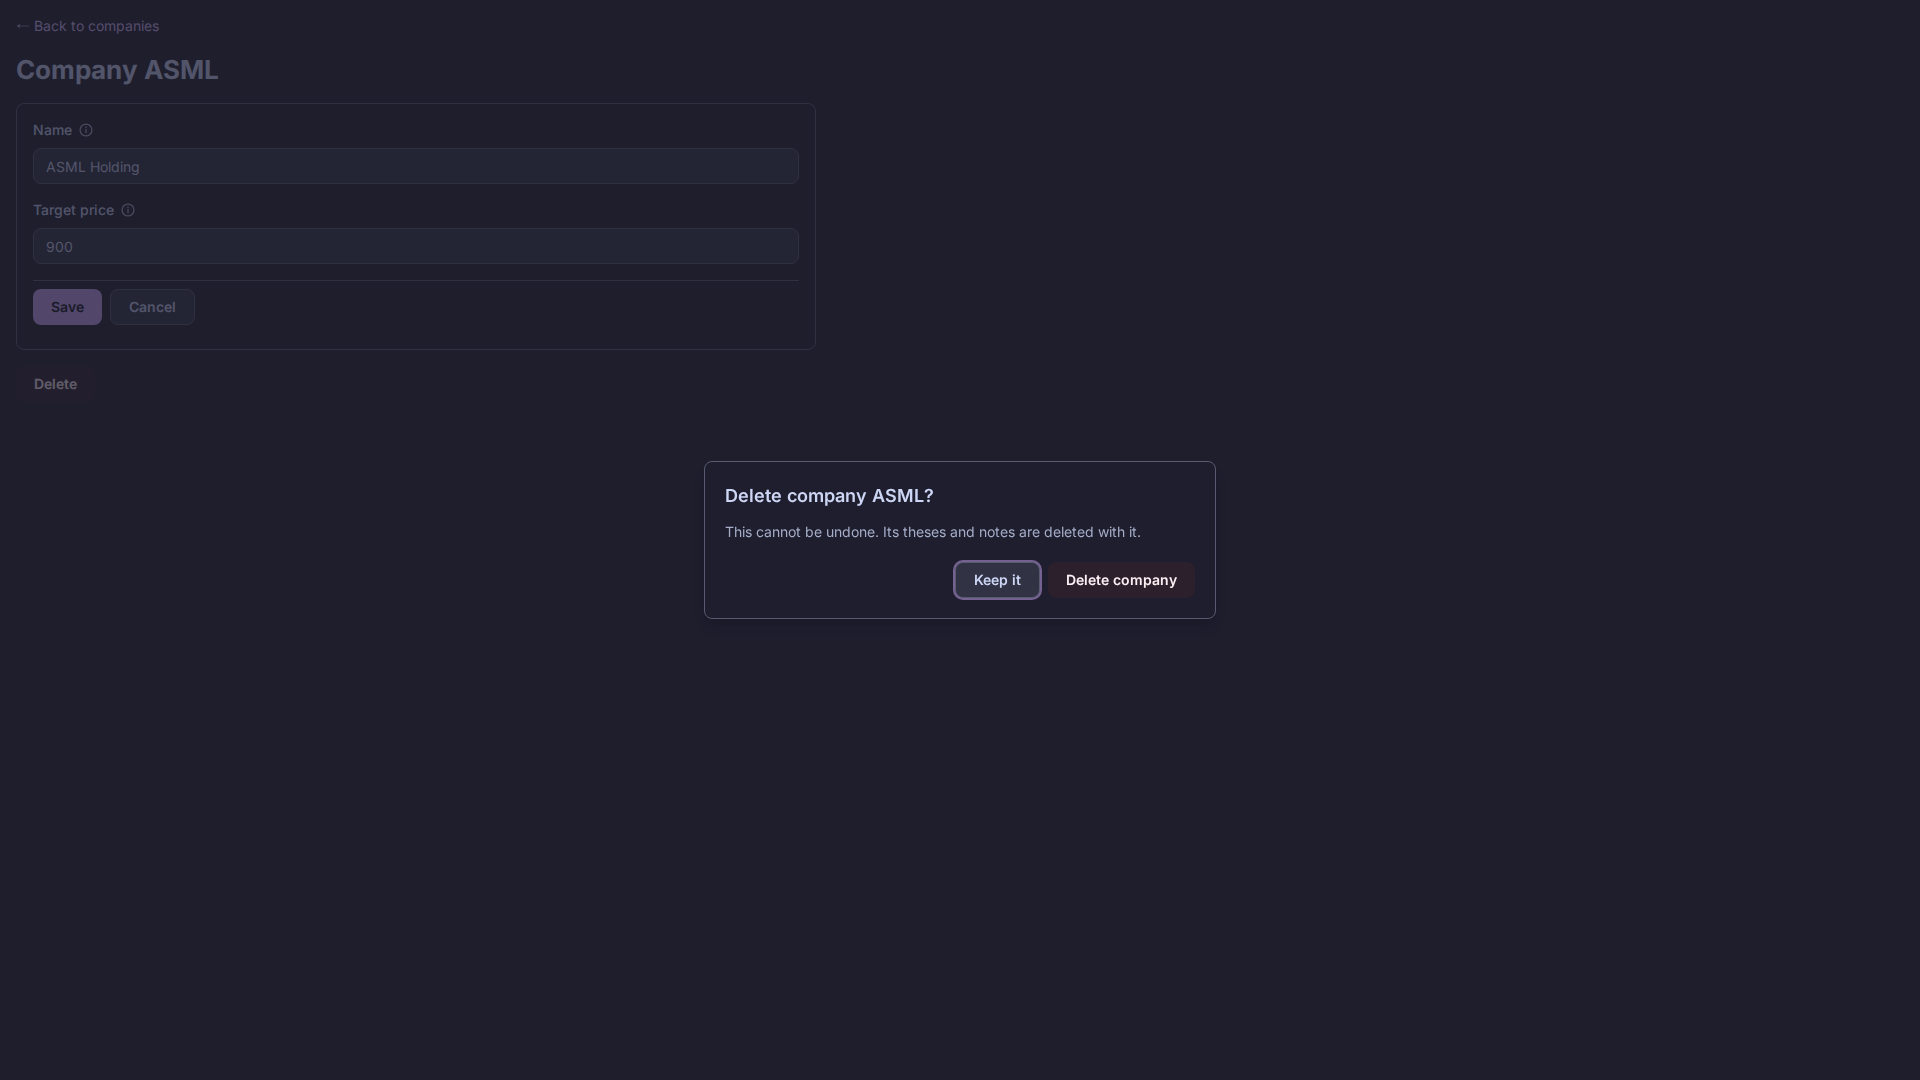 ← Back to companies
Company ASML
Name
ASML Holding
Target price
900
Save Cancel
Delete
Delete company ASML?
This cannot be undone. Its theses and notes are deleted with it.
Keep it Delete company